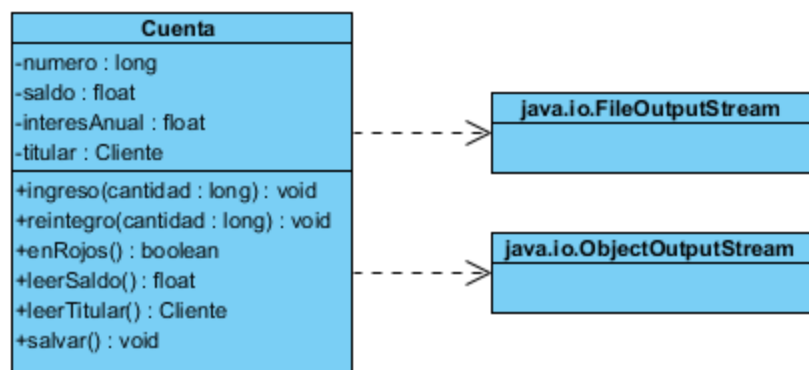 Cuenta
-numero : long
-saldo : float
-interesAnual : float
-titular : Cliente
+ingreso(cantidad : long) : void
+reintegro(cantidad : long) : void
+enRojos() : boolean
+leerSaldo() : float
+leerTitular() : Cliente
+salvar() : void
java.io.FileOutputStream
java.io.ObjectOutputStream